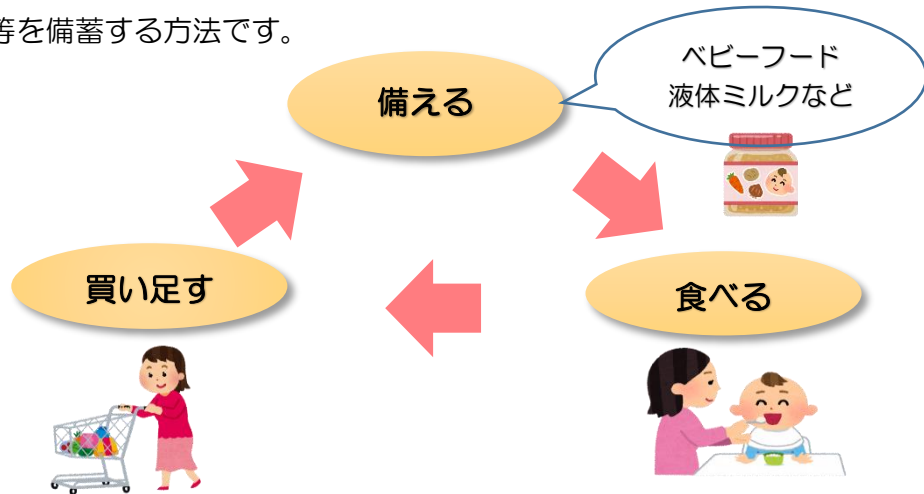 等を備蓄する方法です。
ベビーフード
液体ミルクなど
備える
買い足す
食べる